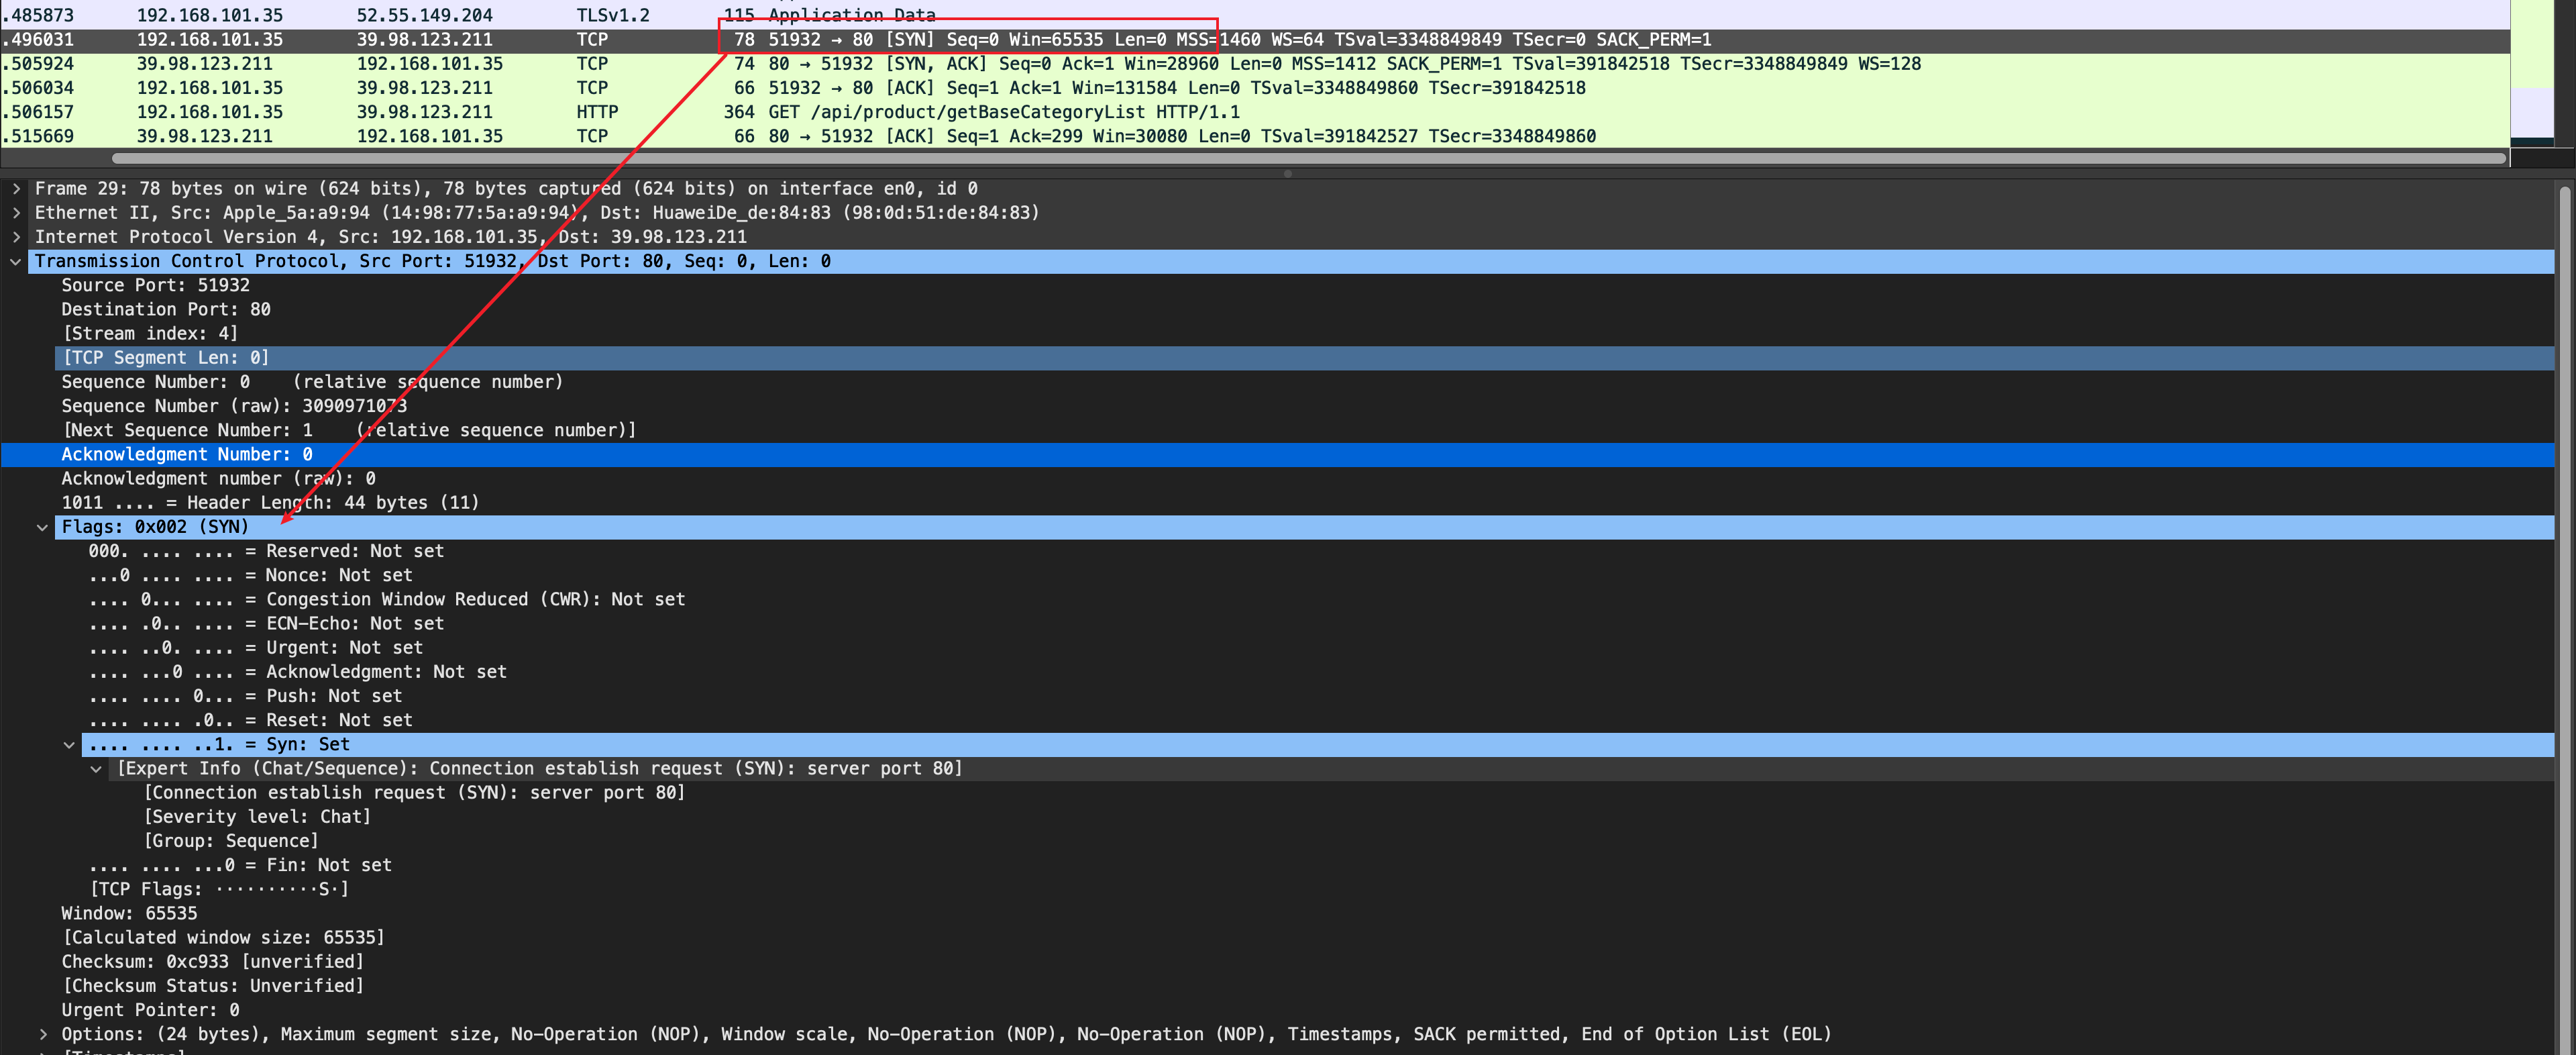 .485873 192.168.101.35 52.55.149.204 TLSv1.2 115 Application Data
.496031 192.168.101.35 39.98.123.211 TCP 78 51932 → 80 [SYN] Seq=0 Win=65535 Len=0 MSS=1460 WS=64 TSval=3348849849 TSecr=0 SACK_PERM=1
.505924 39.98.123.211 192.168.101.35 TCP 74 80 → 51932 [SYN, ACK] Seq=0 Ack=1 Win=28960 Len=0 MSS=1412 SACK_PERM=1 TSval=391842518 TSecr=3348849849 WS=128
.506034 192.168.101.35 39.98.123.211 TCP 66 51932 → 80 [ACK] Seq=1 Ack=1 Win=131584 Len=0 TSval=3348849860 TSecr=391842518
.506157 192.168.101.35 39.98.123.211 HTTP 364 GET /api/product/getBaseCategoryList HTTP/1.1
.515669 39.98.123.211 192.168.101.35 TCP 66 80 → 51932 [ACK] Seq=1 Ack=299 Win=30080 Len=0 TSval=391842527 TSecr=3348849860
Frame 29: 78 bytes on wire (624 bits), 78 bytes captured (624 bits) on interface en0, id 0
Ethernet II, Src: Apple_5a:a9:94 (14:98:77:5a:a9:94), Dst: HuaweiDe_de:84:83 (98:0d:51:de:84:83)
Internet Protocol Version 4, Src: 192.168.101.35, Dst: 39.98.123.211
Transmission Control Protocol, Src Port: 51932, Dst Port: 80, Seq: 0, Len: 0
Source Port: 51932
Destination Port: 80
[Stream index: 4]
[TCP Segment Len: 0]
Sequence Number: 0    (relative sequence number)
Sequence Number (raw): 3090971073
[Next Sequence Number: 1    (relative sequence number)]
Acknowledgment Number: 0
Acknowledgment number (raw): 0
1011 .... = Header Length: 44 bytes (11)
Flags: 0x002 (SYN)
000. .... .... = Reserved: Not set
...0 .... .... = Nonce: Not set
.... 0... .... = Congestion Window Reduced (CWR): Not set
.... .0.. .... = ECN-Echo: Not set
.... ..0. .... = Urgent: Not set
.... ...0 .... = Acknowledgment: Not set
.... .... 0... = Push: Not set
.... .... .0.. = Reset: Not set
.... .... ..1. = Syn: Set
[Expert Info (Chat/Sequence): Connection establish request (SYN): server port 80]
[Connection establish request (SYN): server port 80]
[Severity level: Chat]
[Group: Sequence]
.... .... ...0 = Fin: Not set
[TCP Flags: ··········S·]
Window: 65535
[Calculated window size: 65535]
Checksum: 0xc933 [unverified]
[Checksum Status: Unverified]
Urgent Pointer: 0
Options: (24 bytes), Maximum segment size, No-Operation (NOP), Window scale, No-Operation (NOP), No-Operation (NOP), Timestamps, SACK permitted, End of Option List (EOL)
[Timestamps]